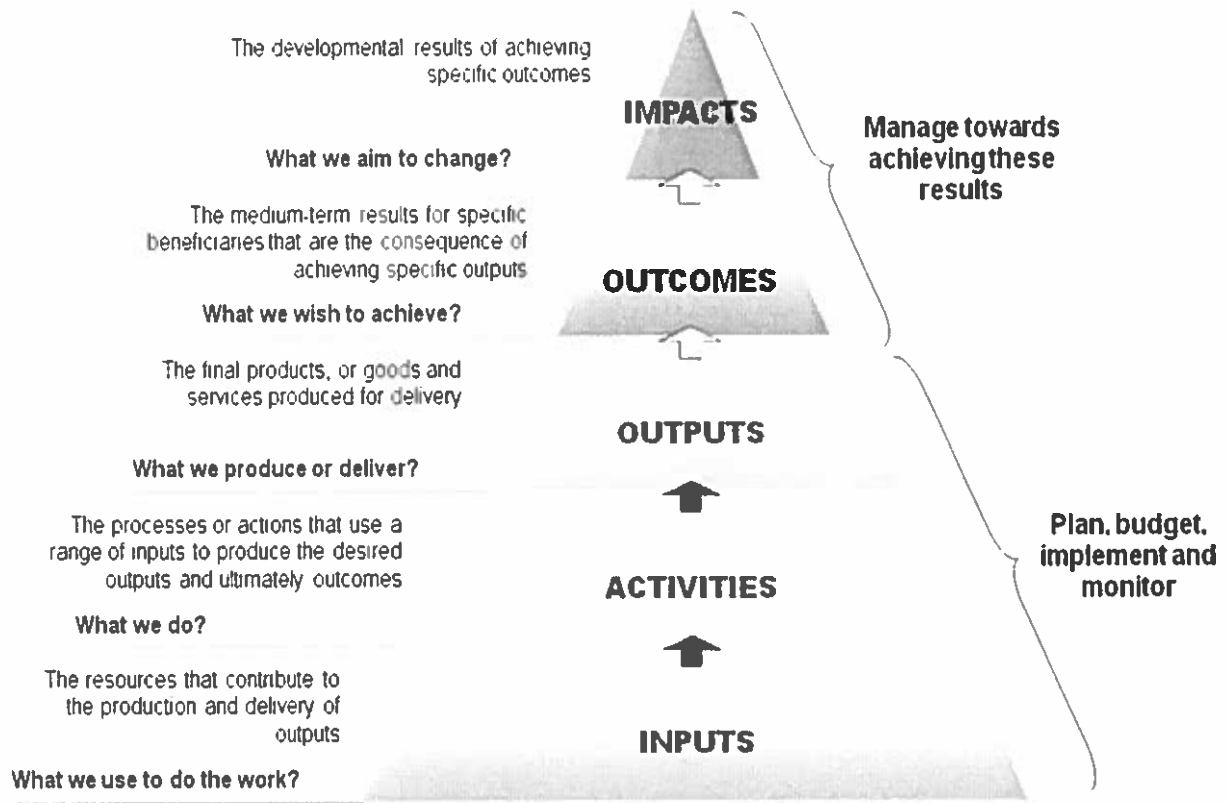 The developmental results of achieving
specific outcomes
IMPACTS
What we aim to change?
Manage towards
achieving these
results
The medium-term results for specific
beneficiaries that are the consequence of
achieving specific outputs
OUTCOMES
What we wish to achieve?
The final products, or goods and
services produced for delivery
OUTPUTS
What we produce or deliver?
The processes or actions that use a
range of inputs to produce the desired
outputs and ultimately outcomes
ACTIVITIES
Plan, budget,
implement and
monitor
What we do?
The resources that contribute to
the production and delivery of
outputs
INPUTS
What we use to do the work?